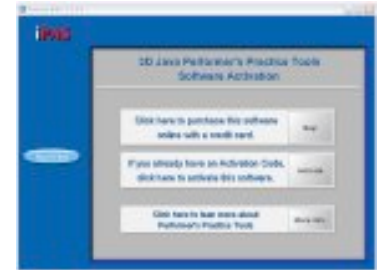 iPAS
3D Java Performer's Practice Tools
Software Activation
Click here to purchase this software
online with a credit card.
Buy
If you already have an Activation Code,
click here to activate this software.
Activate
Click here to learn more about
Performer's Practice Tools
More Info